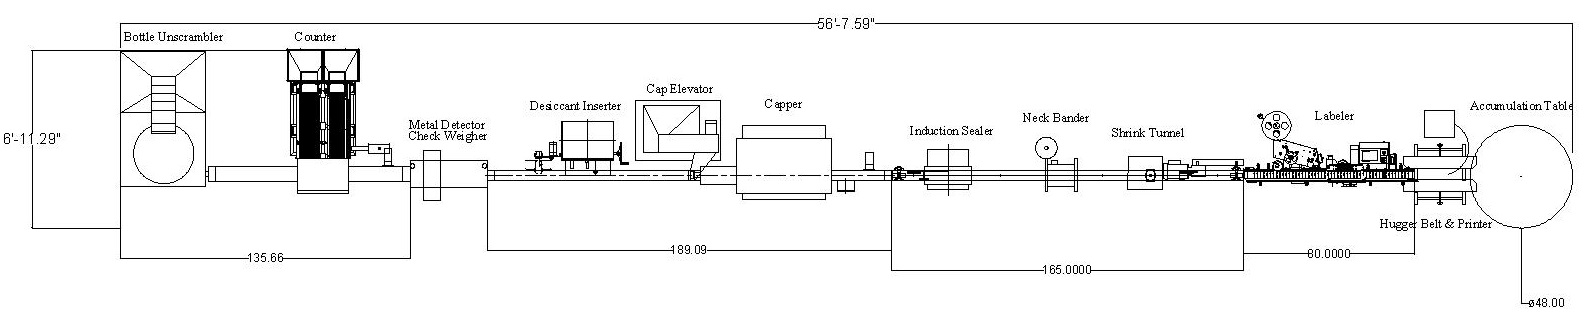 56'-7.59"
Bottle Unscrambler
Counter
6'-11.29"
Metal Detector
Check Weigher
Desiccant Inserter
Cap Elevator
Capper
Induction Sealer
Neck Bander
Shrink Tunnel
Labeler
Accumulation Table
Hugger Belt & Printer
135.66
189.09
165.0000
80.0000
ø48.00